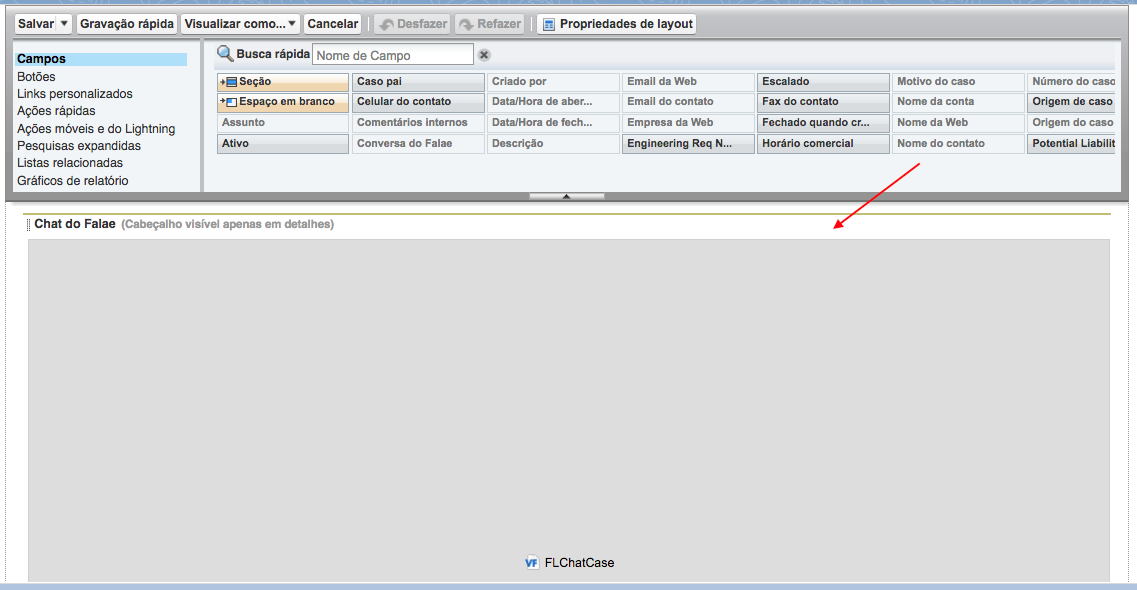 Salvar Gravação rápida Visualizar como... Cancelar Desfazer Refazer Propriedades de layout
Campos
Botões
Links personalizados
Ações rápidas
Ações móveis e do Lightning
Pesquisas expandidas
Listas relacionadas
Gráficos de relatório
Busca rápida Nome de Campo
Seção Caso pai Criado por Email da Web Escalado Motivo do caso Número do caso
Espaço em branco Celular do contato Data/Hora de aber... Email do contato Fax do contato Nome da conta Origem de caso
Assunto Comentários internos Data/Hora de fech... Empresa da Web Fechado quando cr... Nome da Web Origem do caso
Ativo Conversa do Falae Descrição Engineering Req N... Horário comercial Nome do contato Potential Liabilit
Chat do Falae (Cabeçalho visível apenas em detalhes)
VF FLChatCase